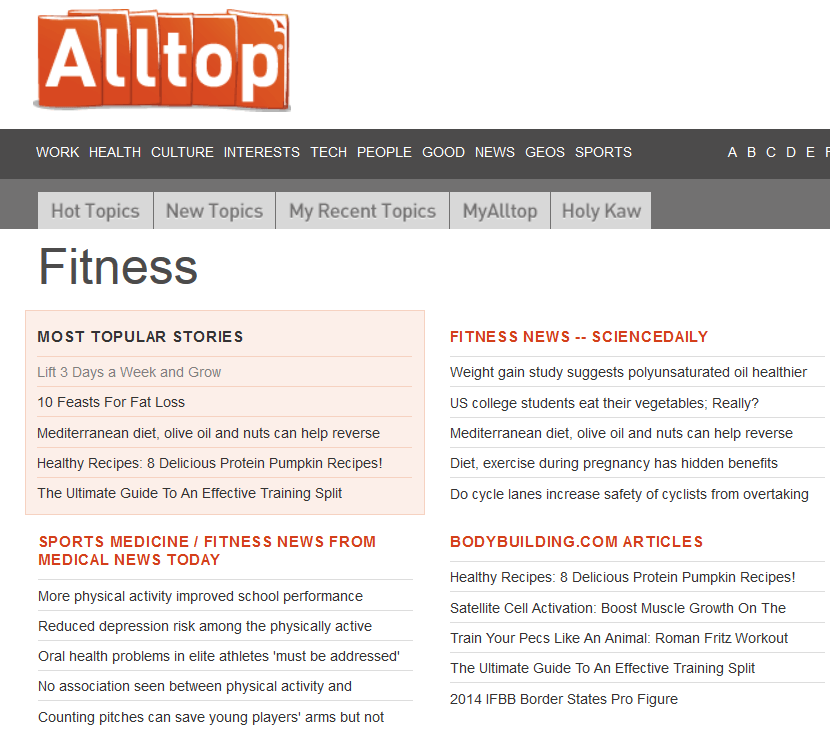 Alltop
WORK HEALTH CULTURE INTERESTS TECH PEOPLE GOOD NEWS GEOS SPORTS A B C D E
Hot Topics New Topics My Recent Topics MyAlltop Holy Kaw
Fitness
MOST TOPULAR STORIES
Lift 3 Days a Week and Grow
10 Feasts For Fat Loss
Mediterranean diet, olive oil and nuts can help reverse
Healthy Recipes: 8 Delicious Protein Pumpkin Recipes!
The Ultimate Guide To An Effective Training Split
FITNESS NEWS -- SCIENCEDAILY
Weight gain study suggests polyunsaturated oil healthier
US college students eat their vegetables; Really?
Mediterranean diet, olive oil and nuts can help reverse
Diet, exercise during pregnancy has hidden benefits
Do cycle lanes increase safety of cyclists from overtaking
SPORTS MEDICINE / FITNESS NEWS FROM
MEDICAL NEWS TODAY
More physical activity improved school performance
Reduced depression risk among the physically active
Oral health problems in elite athletes 'must be addressed'
No association seen between physical activity and
Counting pitches can save young players' arms but not
BODYBUILDING.COM ARTICLES
Healthy Recipes: 8 Delicious Protein Pumpkin Recipes!
Satellite Cell Activation: Boost Muscle Growth On The
Train Your Pecs Like An Animal: Roman Fritz Workout
The Ultimate Guide To An Effective Training Split
2014 IFBB Border States Pro Figure